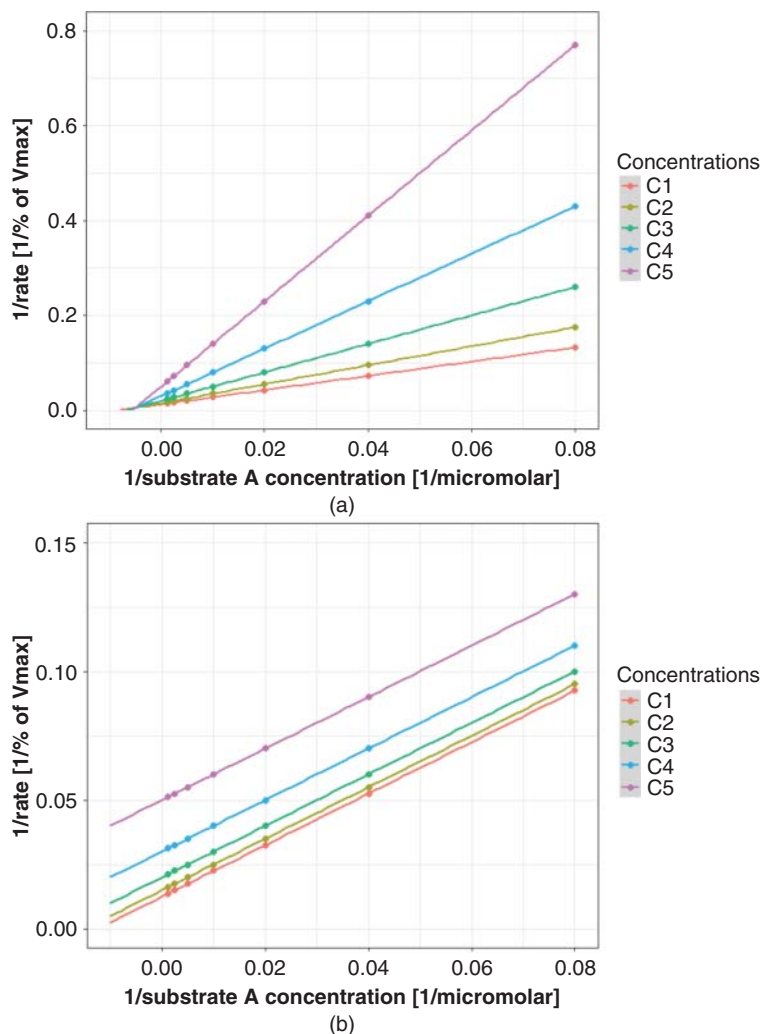 0.8
0.6
0.4
0.2
0.0
1/rate [1/% of Vmax]
0.00 0.02 0.04 0.06 0.08
1/substrate A concentration [1/micromolar]
(a)
Concentrations
C1
C2
C3
C4
C5
0.15
0.10
0.05
0.00
1/rate [1/% of Vmax]
0.00 0.02 0.04 0.06 0.08
1/substrate A concentration [1/micromolar]
(b)
Concentrations
C1
C2
C3
C4
C5